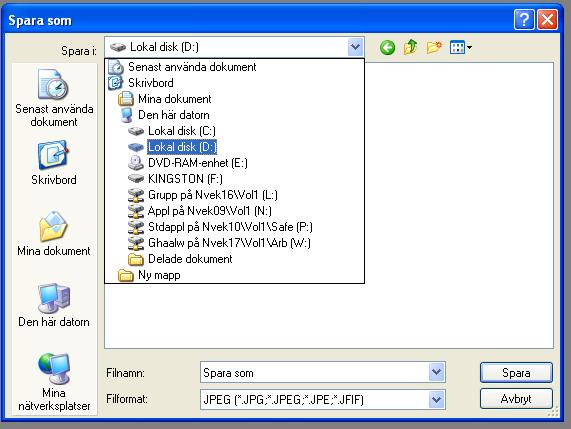 Spara som
Spara i:
Lokal disk (D:)
Senast använda dokument
Skrivbord
Mina dokument
Den här datorn
Lokal disk (C:)
Lokal disk (D:)
DVD-RAM-enhet (E:)
KINGSTON (F:)
Grupp på Nvek16\Vol1 (L:)
Appl på Nvek09\Vol1 (N:)
Stdappl på Nvek10\Vol1\Safe (P:)
Ghaalw på Nvek17\Vol1\Arb (W:)
Delade dokument
Ny mapp
Senast använda
dokument
Skrivbord
Mina dokument
Den här datorn
Mina
nätverksplatser
Filnamn:
Spara som
Spara
Filformat:
JPEG (*.JPG;*.JPEG;*.JPE;*.JFIF)
Avbryt